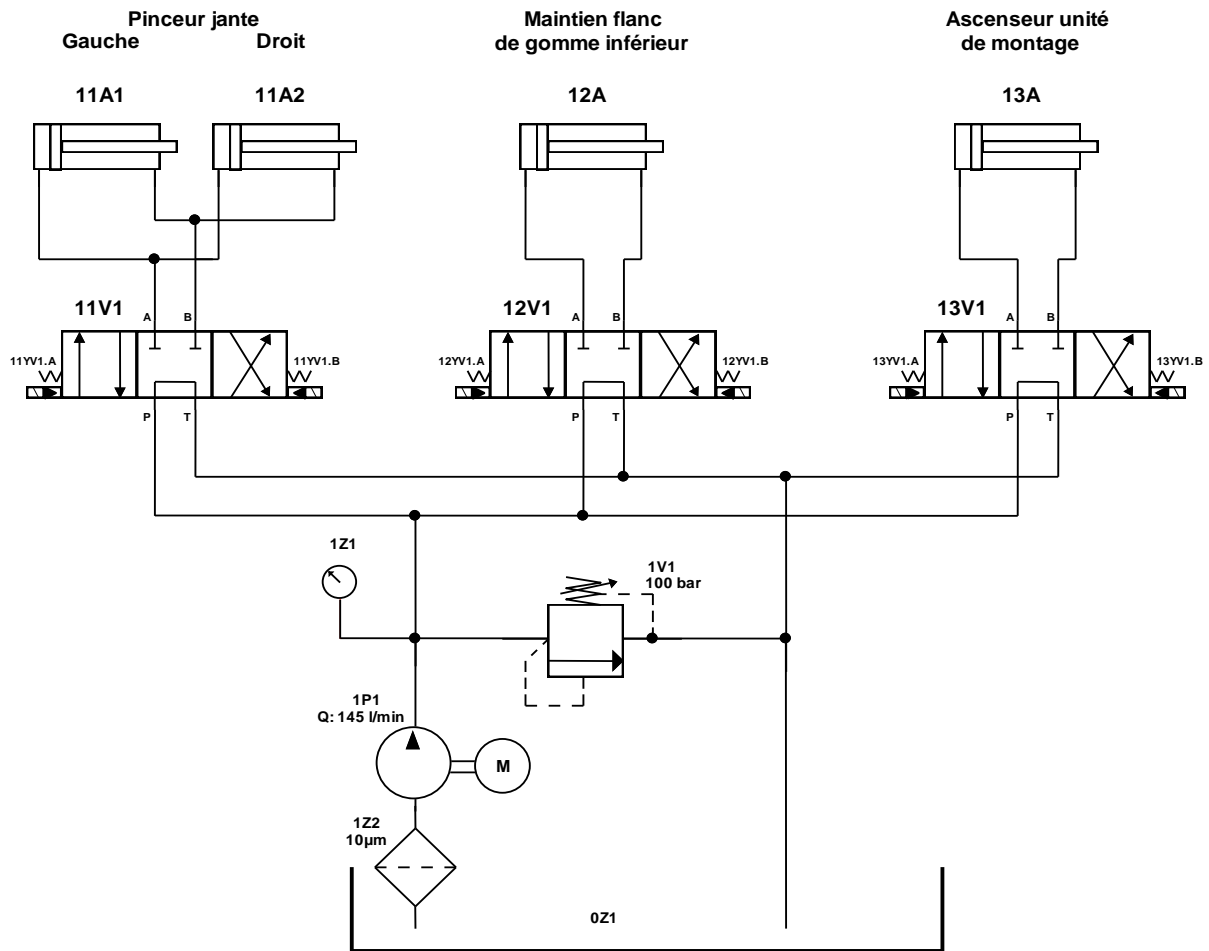 Pinceur jante
Gauche Droit
Maintien flanc
de gomme inférieur
Ascenseur unité
de montage
11A1 11A2 12A 13A
11V1 A B 12V1 A B 13V1 A B
11YV1.A 11YV1.B 12YV1.A 12YV1.B 13YV1.A 13YV1.B
P T P T P T
1Z1
1V1
100 bar
1P1
Q: 145 l/min
M
1Z2
10µm
0Z1